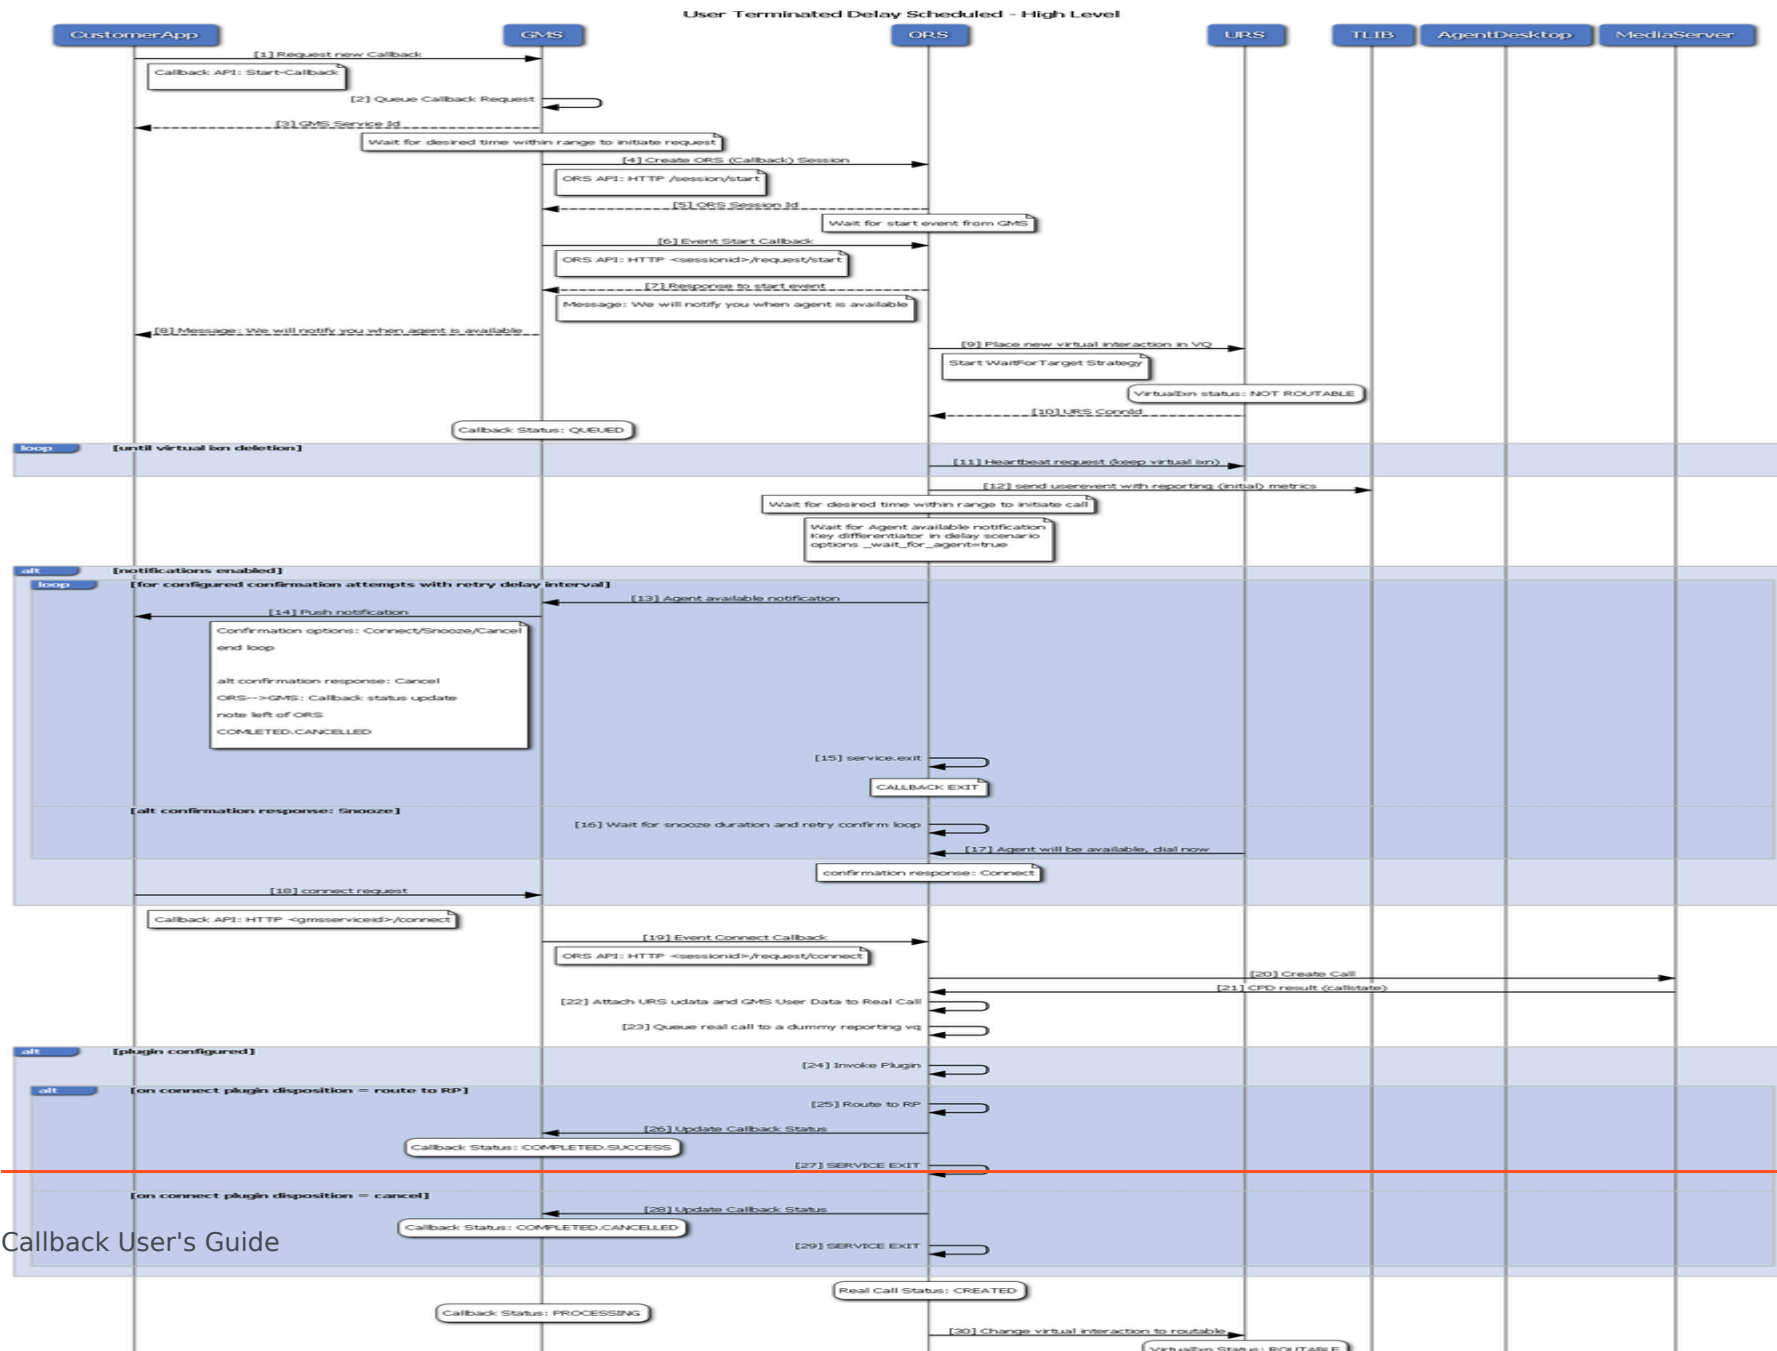 User Terminated Delay Scheduled - High Level
CustomerApp
GMS
ORS
URS
TLIB
AgentDesktop
MediaServer
[1] Request new Callback
Callback API: Start-Callback
[2] Queue Callback Request
[3] GMS Service Id
Wait for desired time within range to initiate request
[4] Create ORS (Callback) Session
ORS API: HTTP /session/start
[5] ORS Session Id
Wait for start event from GMS
[6] Event Start Callback
ORS API: HTTP <sessionid>/request/start
[7] Response to start event
Message: We will notify you when agent is available
[8] Message: We will notify you when agent is available
[9] Place new virtual interaction in VQ
Start WaitForTarget Strategy
VirtualIxn status: NOT ROUTABLE
[10] URS ConnId
Callback Status: QUEUED
loop
[until virtual ixn deletion]
[11] Heartbeat request (keep virtual ixn)
[12] send userevent with reporting (initial) metrics
Wait for desired time within range to initiate call
Wait for Agent available notification
Key differentiator in delay scenario
options _wait_for_agent=true
alt
[notifications enabled]
loop
[for configured confirmation attempts with retry delay interval]
[13] Agent available notification
[14] Push notification
Confirmation options: Connect/Snooze/Cancel
end loop
alt confirmation response: Cancel
ORS-->GMS: Callback status update
note left of ORS
COMLETED.CANCELLED
[15] service.exit
CALLBACK EXIT
[alt confirmation response: Snooze]
[16] Wait for snooze duration and retry confirm loop
[17] Agent will be available, dial now
confirmation response: Connect
[18] connect request
Callback API: HTTP <gmsserviceid>/connect
[19] Event Connect Callback
ORS API: HTTP <sessionid>/request/connect
[20] Create Call
[21] CPD result (callstate)
[22] Attach URS udata and GMS User Data to Real Call
[23] Queue real call to a dummy reporting vq
alt
[plugin configured]
[24] Invoke Plugin
alt
[on connect plugin disposition = route to RP]
[25] Route to RP
[26] Update Callback Status
Callback Status: COMPLETED.SUCCESS
[27] SERVICE EXIT
[on connect plugin disposition = cancel]
[28] Update Callback Status
Callback Status: COMPLETED.CANCELLED
Callback User's Guide
[29] SERVICE EXIT
Real Call Status: CREATED
Callback Status: PROCESSING
[30] Change virtual interaction to routable
VirtualIxn Status: ROUTABLE